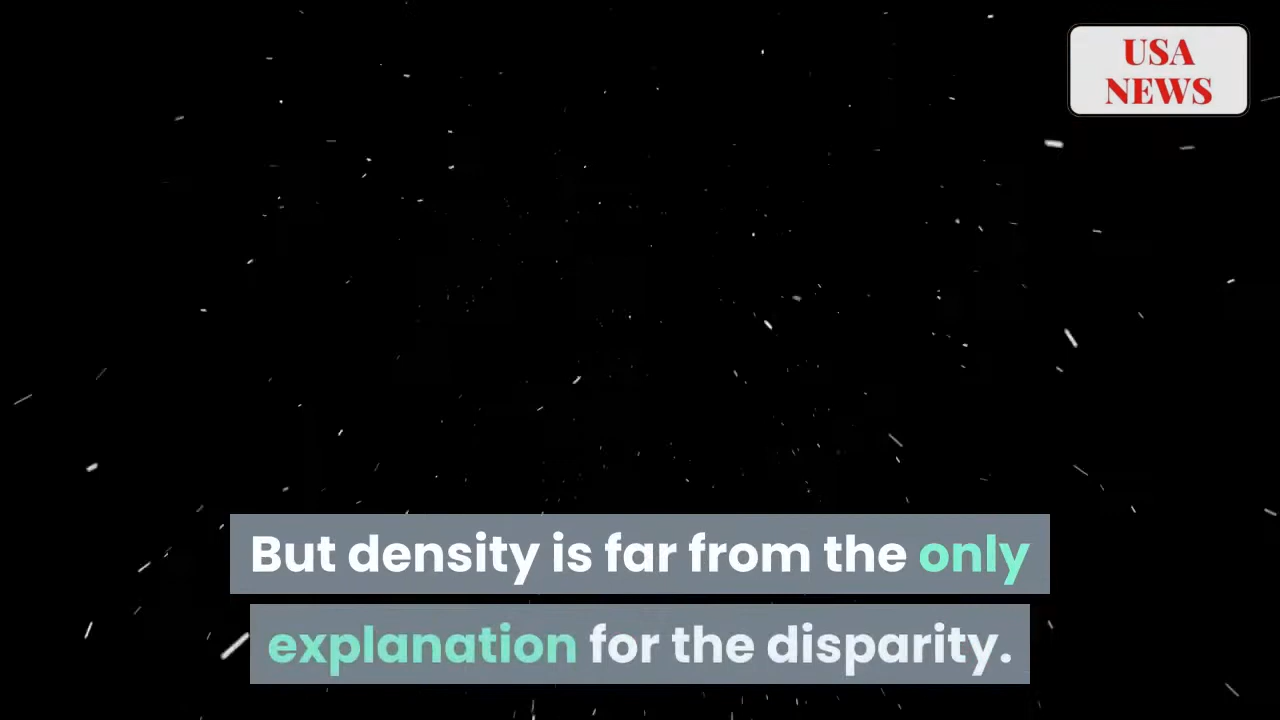 USA
NEWS
But density is far from the only
explanation for the disparity.